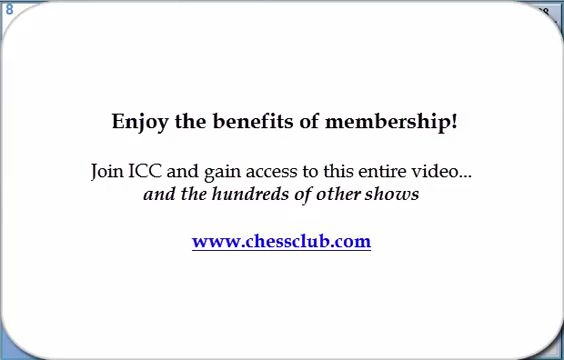 8
Enjoy the benefits of membership!
Join ICC and gain access to this entire video...
and the hundreds of other shows
www.chessclub.com